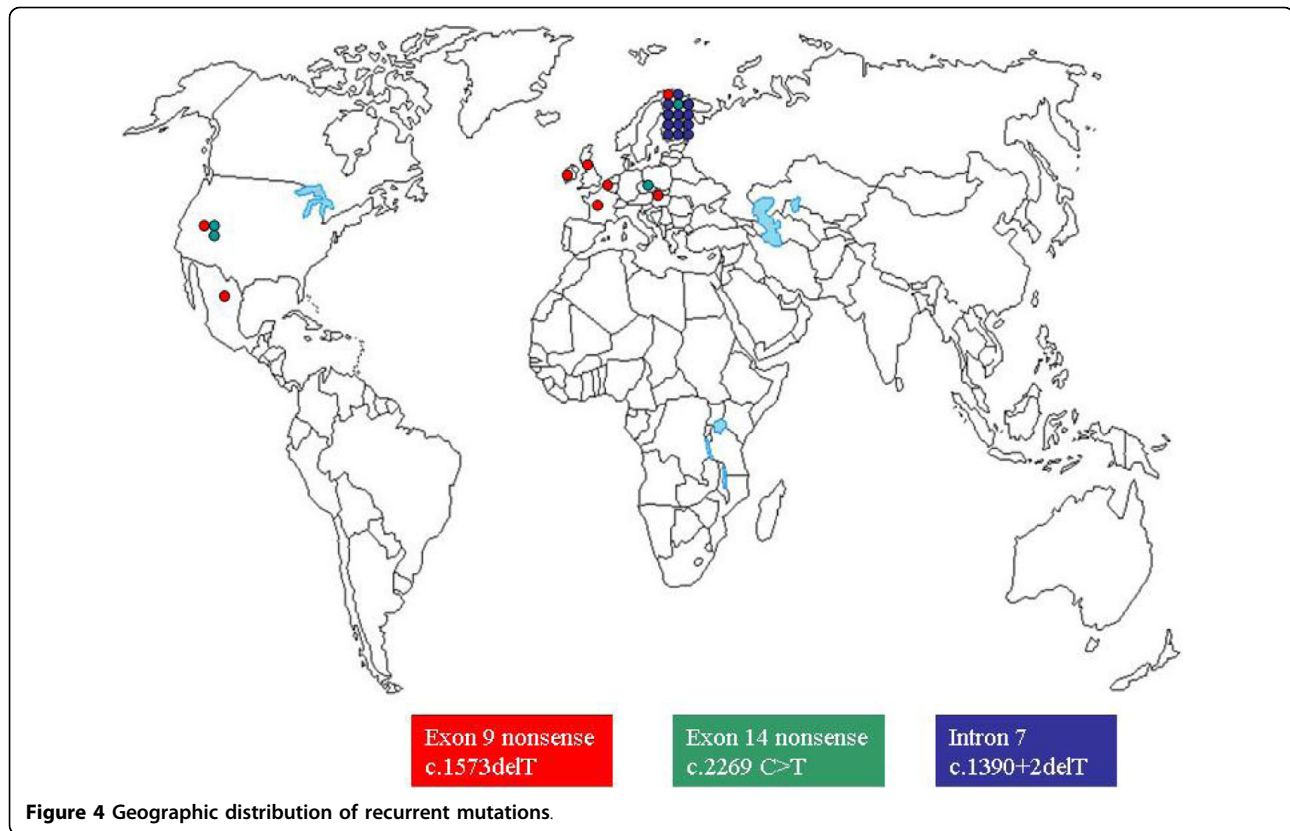 Exon 9 nonsense
c.1573delT
Exon 14 nonsense
c.2269 C>T
Intron 7
c.1390+2delT
Figure 4 Geographic distribution of recurrent mutations.